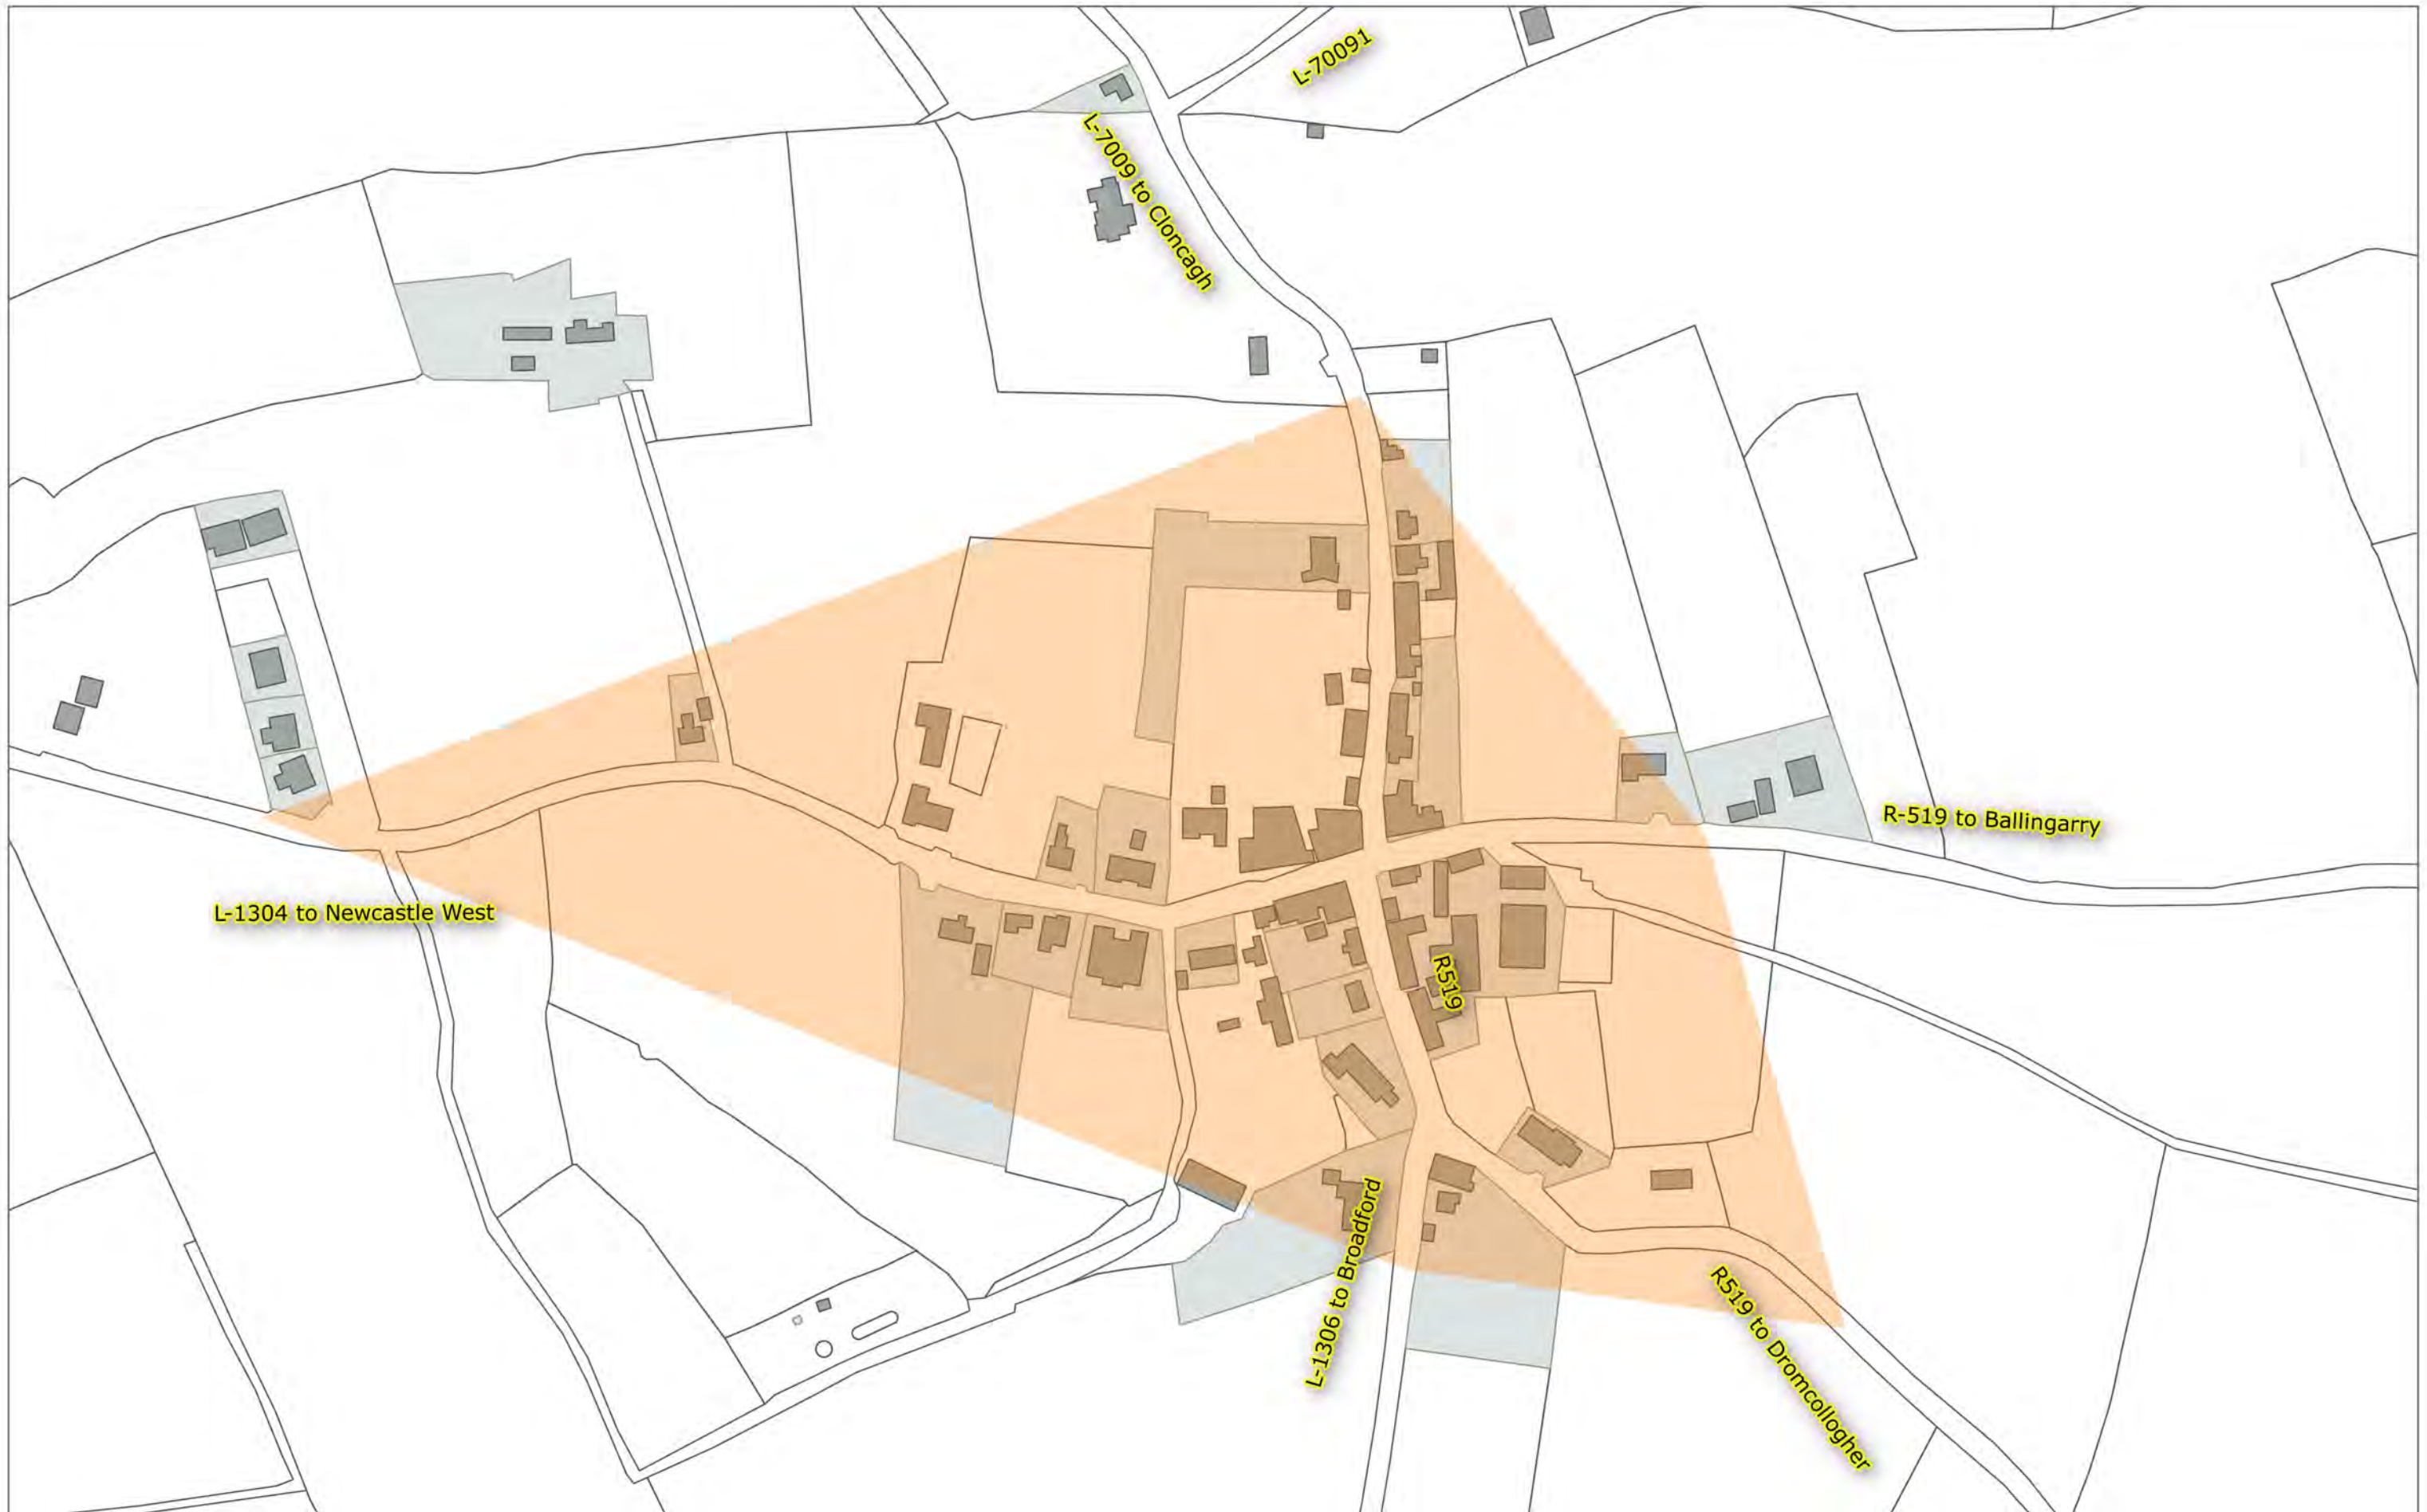 L-70091
L-7009 to Cloncagh
R-519 to Ballingarry
L-1304 to Newcastle West
R519
L-1306 to Broadford
R519 to Dromcollogher